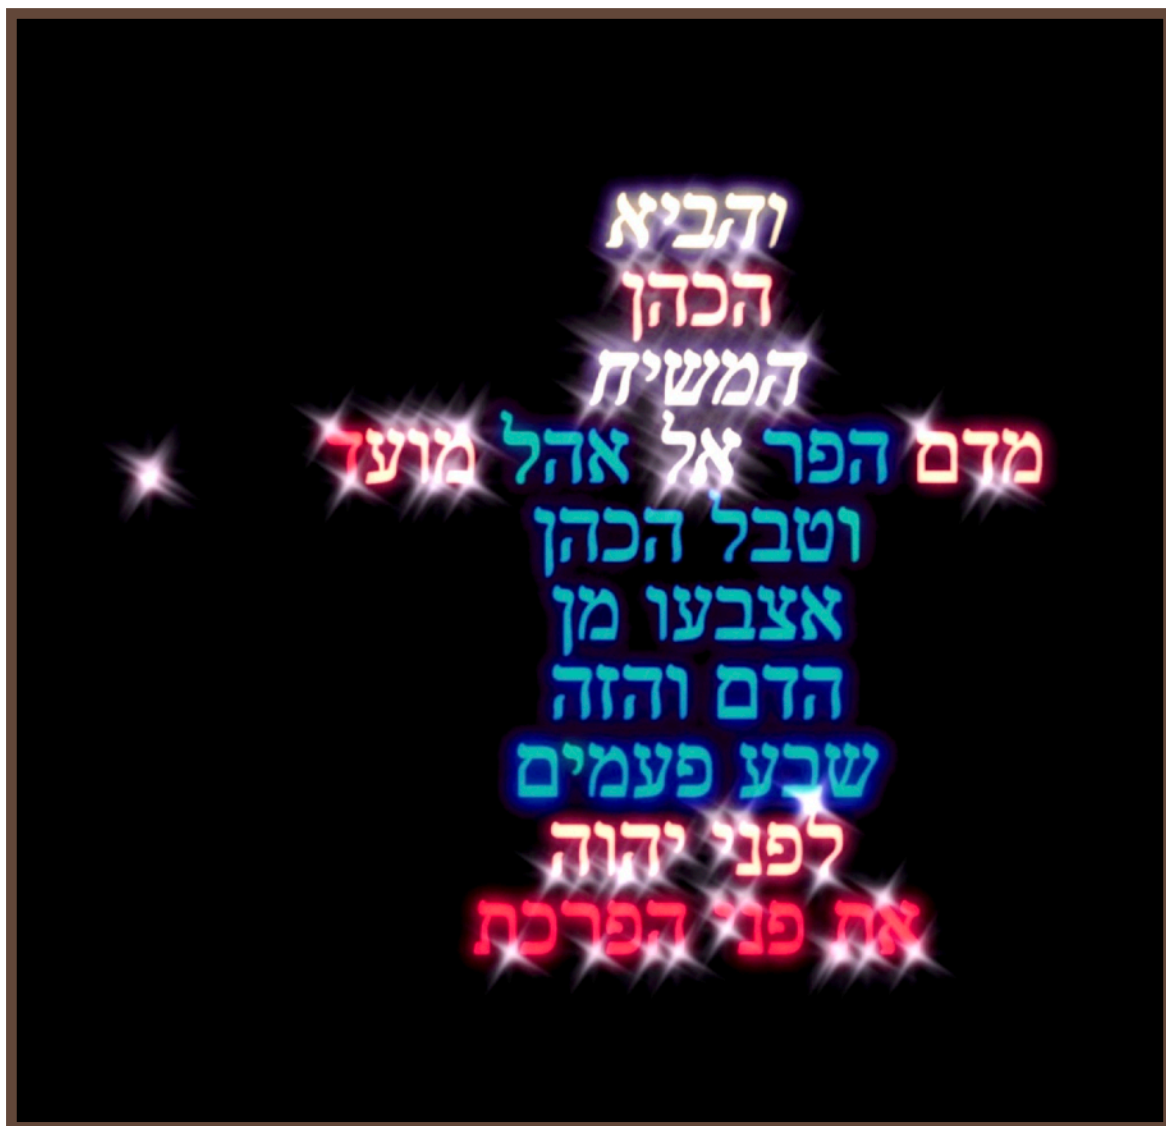 והביא
הכהן
המשיח
מדם הפר אל אהל מועד
וטבל הכהן
אצבעו מן
הדם והזה
שבע פעמים
לפני יהוה
את פני הפרכת